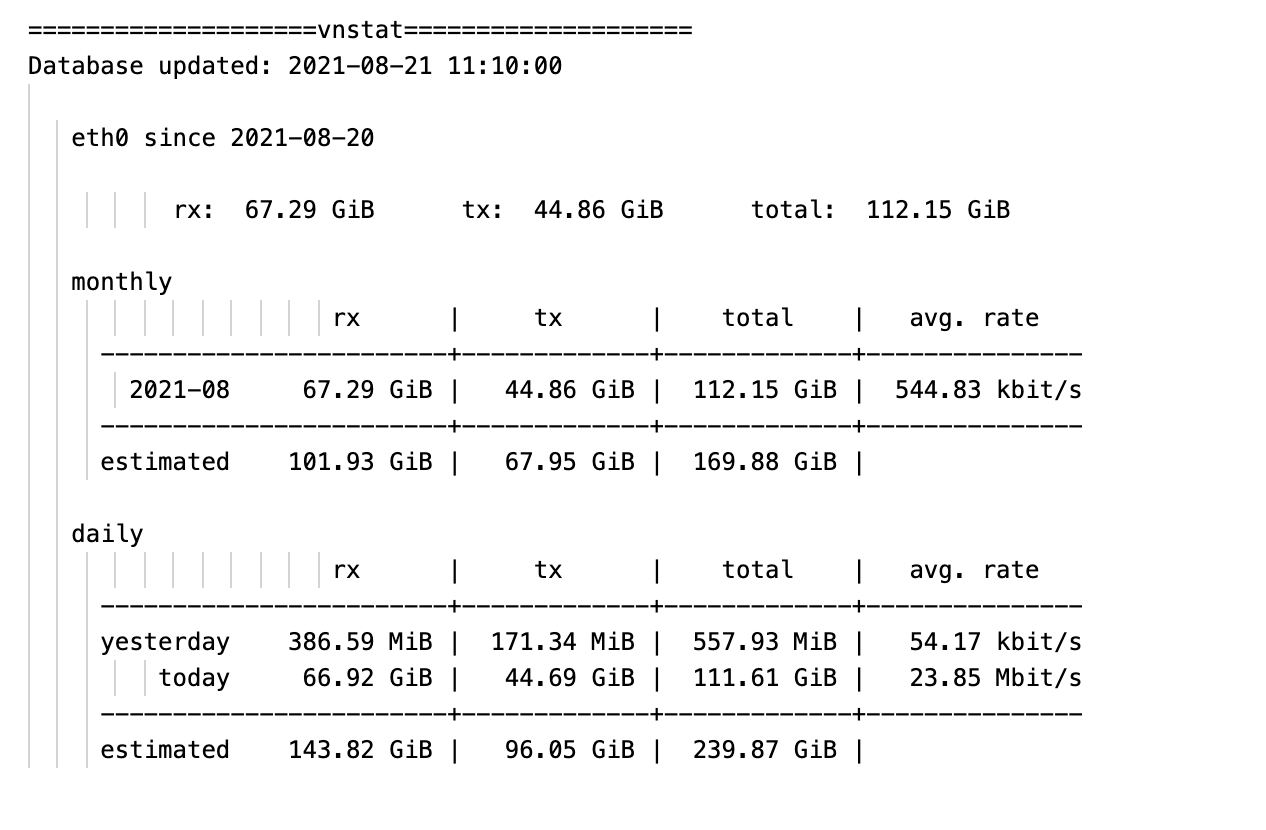 ====================vnstat====================
Database updated: 2021-08-21 11:10:00
eth0 since 2021-08-20
rx:  67.29 GiB      tx:  44.86 GiB      total:  112.15 GiB
monthly
                rx      |     tx      |    total    |   avg. rate
------------------------+-------------+-------------+---------------
  2021-08     67.29 GiB |   44.86 GiB |  112.15 GiB |  544.83 kbit/s
------------------------+-------------+-------------+---------------
estimated    101.93 GiB |   67.95 GiB |  169.88 GiB |
daily
                rx      |     tx      |    total    |   avg. rate
------------------------+-------------+-------------+---------------
yesterday    386.59 MiB |  171.34 MiB |  557.93 MiB |   54.17 kbit/s
    today     66.92 GiB |   44.69 GiB |  111.61 GiB |   23.85 Mbit/s
------------------------+-------------+-------------+---------------
estimated    143.82 GiB |   96.05 GiB |  239.87 GiB |